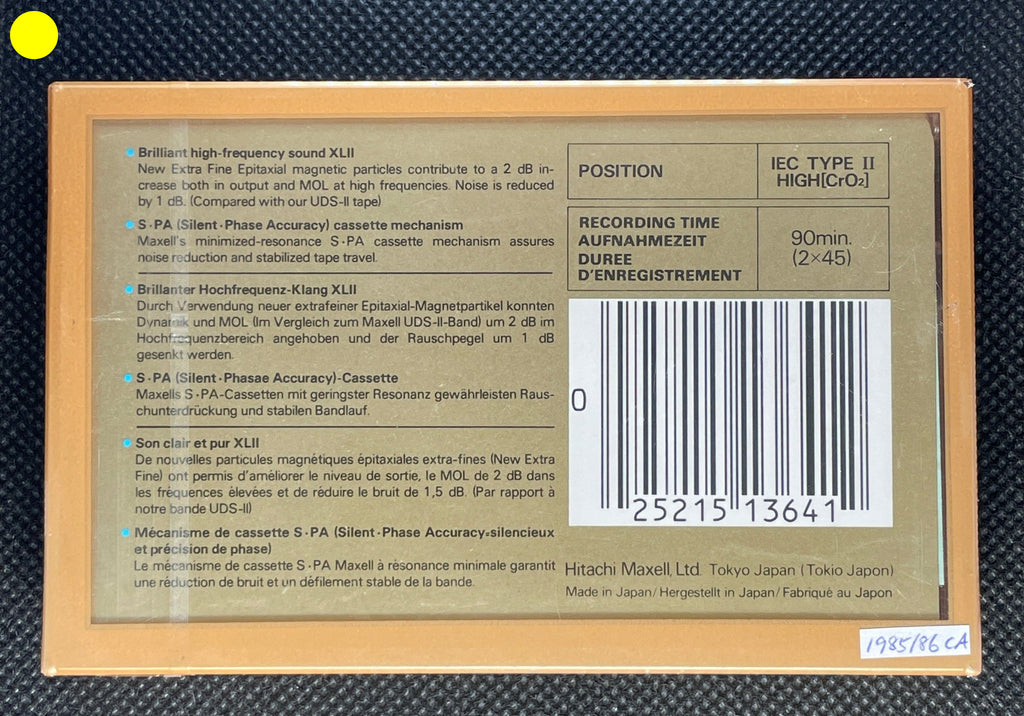 Brilliant high-frequency sound XLII
New Extra Fine Epitaxial magnetic particles contribute to a 2 dB in-
crease both in output and MOL at high frequencies. Noise is reduced
by 1 dB. (Compared with our UDS-II tape)
S·PA (Silent·Phase Accuracy) cassette mechanism
Maxell's minimized-resonance S·PA cassette mechanism assures
noise reduction and stabilized tape travel.
Brillanter Hochfrequenz-Klang XLII
Durch Verwendung neuer extrafeiner Epitaxial-Magnetpartikel konnten
Dynamik und MOL (Im Vergleich zum Maxell UDS-II-Band) um 2 dB im
Hochfrequenzbereich angehoben und der Rauschpegel um 1 dB
gesenkt werden.
S·PA (Silent·Phasae Accuracy)-Cassette
Maxells S·PA-Cassetten mit geringster Resonanz gewährleisten Raus-
chunterdrückung und stabilen Bandlauf.
Son clair et pur XLII
De nouvelles particules magnétiques épitaxiales extra-fines (New Extra
Fine) ont permis d'améliorer le niveau de sortie, le MOL de 2 dB dans
les fréquences élevées et de réduire le bruit de 1,5 dB. (Par rapport à
notre bande UDS-II)
Mécanisme de cassette S·PA (Silent·Phase Accuracy=silencieux
et précision de phase)
Le mécanisme de cassette S·PA Maxell à résonance minimale garantit
une réduction de bruit et un défilement stable de la bande.
POSITION
IEC TYPE II
HIGH[CrO₂]
RECORDING TIME
AUFNAHMEZEIT
DUREE
D'ENREGISTREMENT
90min.
(2×45)
0
25215 13641
Hitachi Maxell, Ltd. Tokyo Japan (Tokio Japon)
Made in Japan/Hergestellt in Japan/Fabriqué au Japon
1985/86 CA